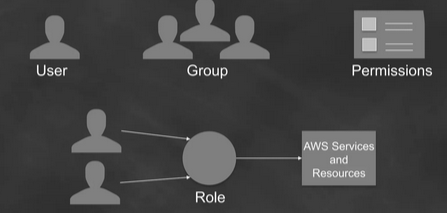 User
Group
Permissions
AWS Services
and
Resources
Role